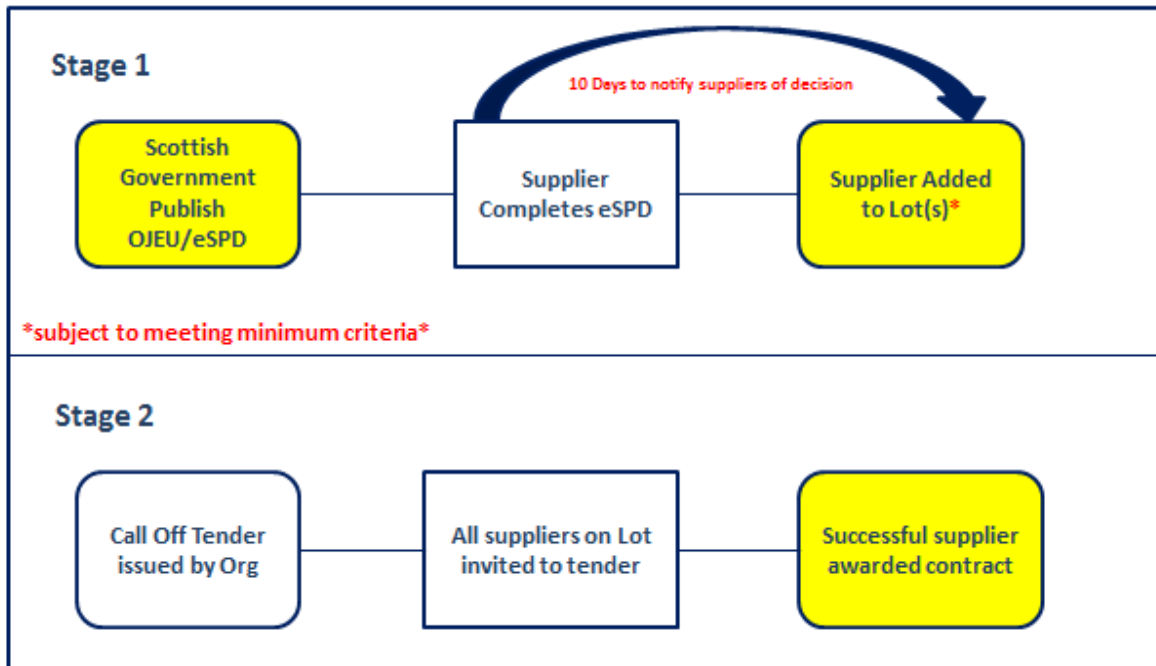 Stage 1
10 Days to notify suppliers of decision
Scottish
Government
Publish
OJEU/eSPD
Supplier
Completes eSPD
Supplier Added
to Lot(s)*
*subject to meeting minimum criteria*
Stage 2
Call Off Tender
issued by Org
All suppliers on Lot
invited to tender
Successful supplier
awarded contract